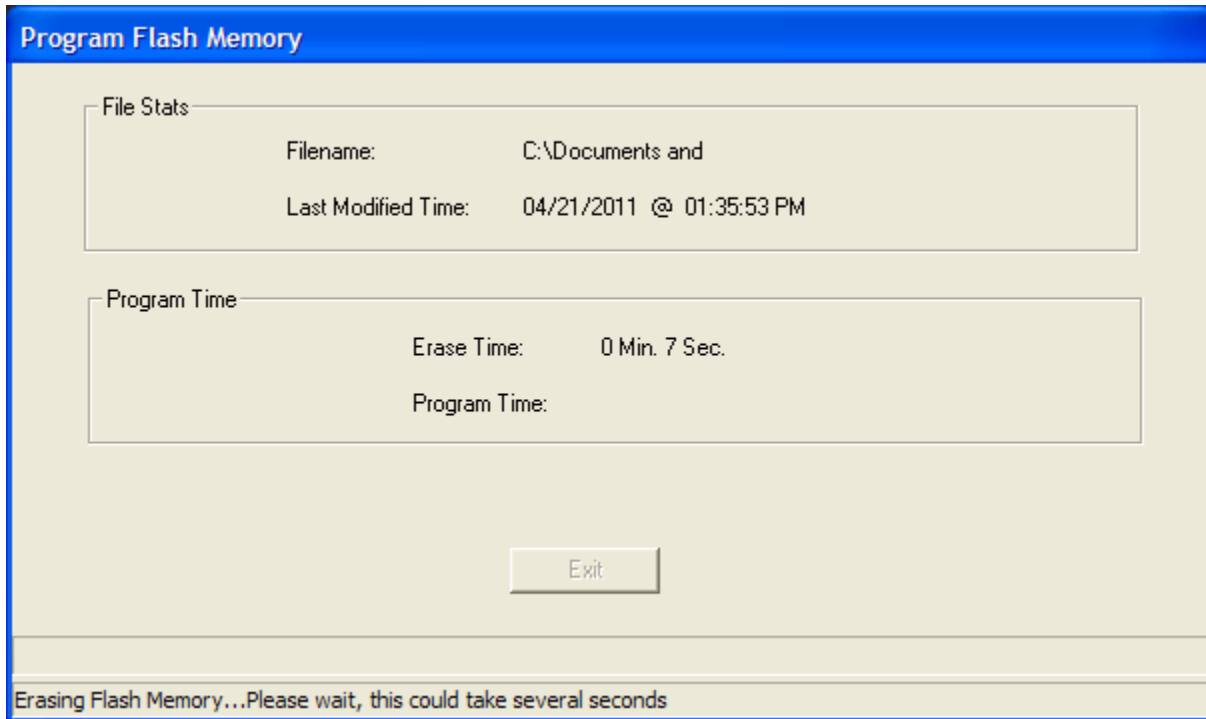 Program Flash Memory
File Stats
Filename: C:\Documents and
Last Modified Time: 04/21/2011 @ 01:35:53 PM
Program Time
Erase Time: 0 Min. 7 Sec.
Program Time:
Exit
Erasing Flash Memory...Please wait, this could take several seconds